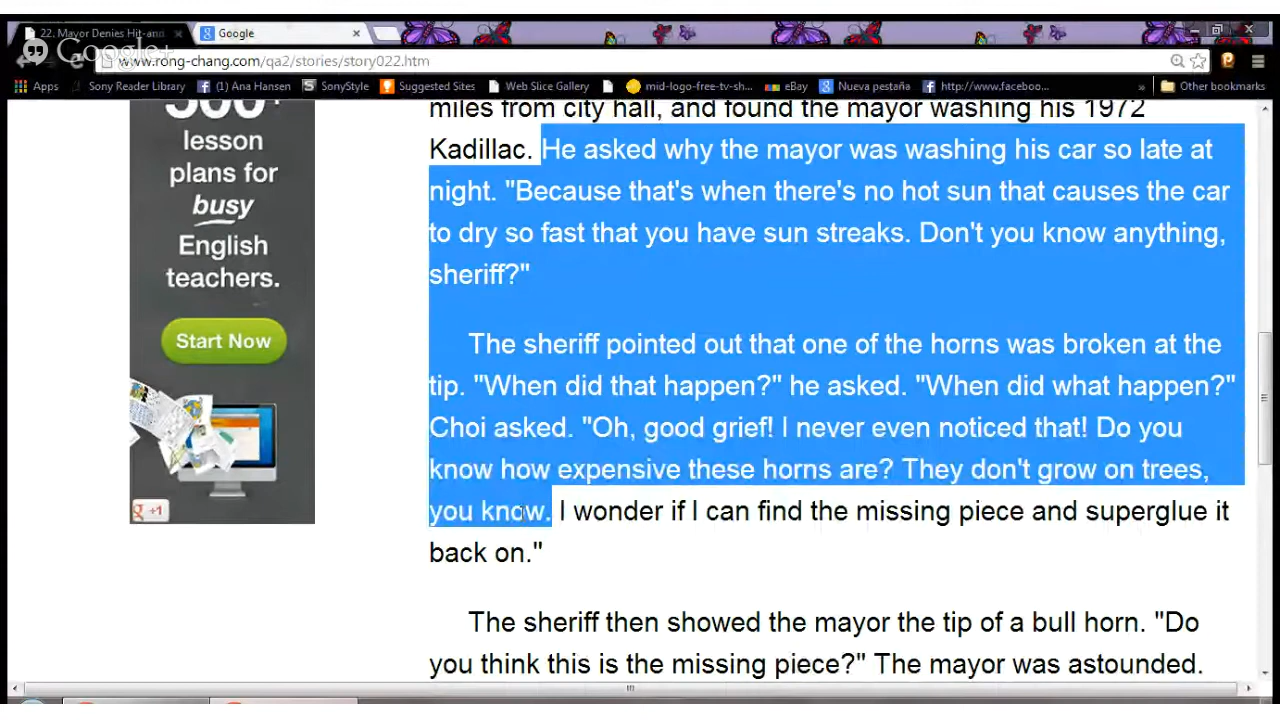 22. Mayor Denies Hit-and
Google
Google+
www.rong-chang.com/qa2/stories/story022.htm
Apps
Sony Reader Library
(1) Ana Hansen
SonyStyle
Suggested Sites
Web Slice Gallery
mid-logo-free-tv-sh...
eBay
Nueva pestaña
http://www.faceboo...
»
Other bookmarks
lesson
plans for
busy
English
teachers.
Start Now
+1
miles from city hall, and found the mayor washing his 1972
Kadillac. He asked why the mayor was washing his car so late at
night. "Because that's when there's no hot sun that causes the car
to dry so fast that you have sun streaks. Don't you know anything,
sheriff?"
The sheriff pointed out that one of the horns was broken at the
tip. "When did that happen?" he asked. "When did what happen?"
Choi asked. "Oh, good grief! I never even noticed that! Do you
know how expensive these horns are? They don't grow on trees,
you know. I wonder if I can find the missing piece and superglue it
back on."
The sheriff then showed the mayor the tip of a bull horn. "Do
you think this is the missing piece?" The mayor was astounded.